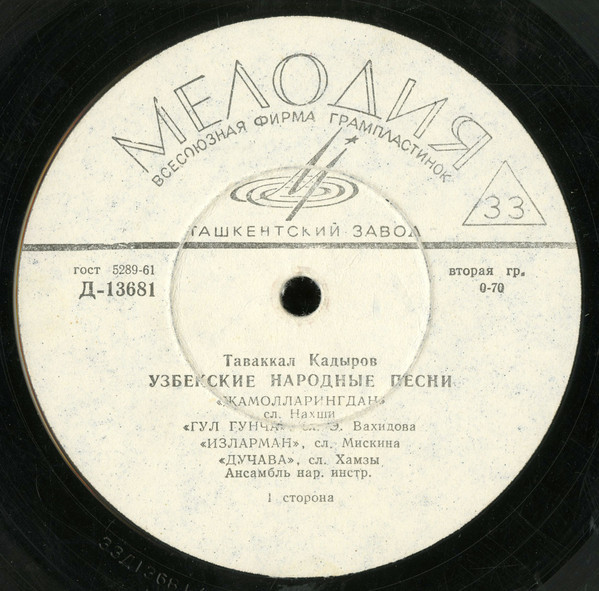 МЕЛОДИЯ
ВСЕСОЮЗНАЯ ФИРМА ГРАМПЛАСТИНОК
33
ТАШКЕНТСКИЙ ЗАВОД
гост 5289-61
Д-13681
вторая гр.
0-70
Таваккал Кадыров
УЗБЕКСКИЕ НАРОДНЫЕ ПЕСНИ
«ЖАМОЛЛАРИНГДАН»
сл. Нахши
«ГУЛ ГУНЧА», сл. Э. Вахидова
«ИЗЛАРМАН», сл. Мискина
«ДУЧАВА», сл. Хамзы
Ансамбль нар. инстр.
I сторона